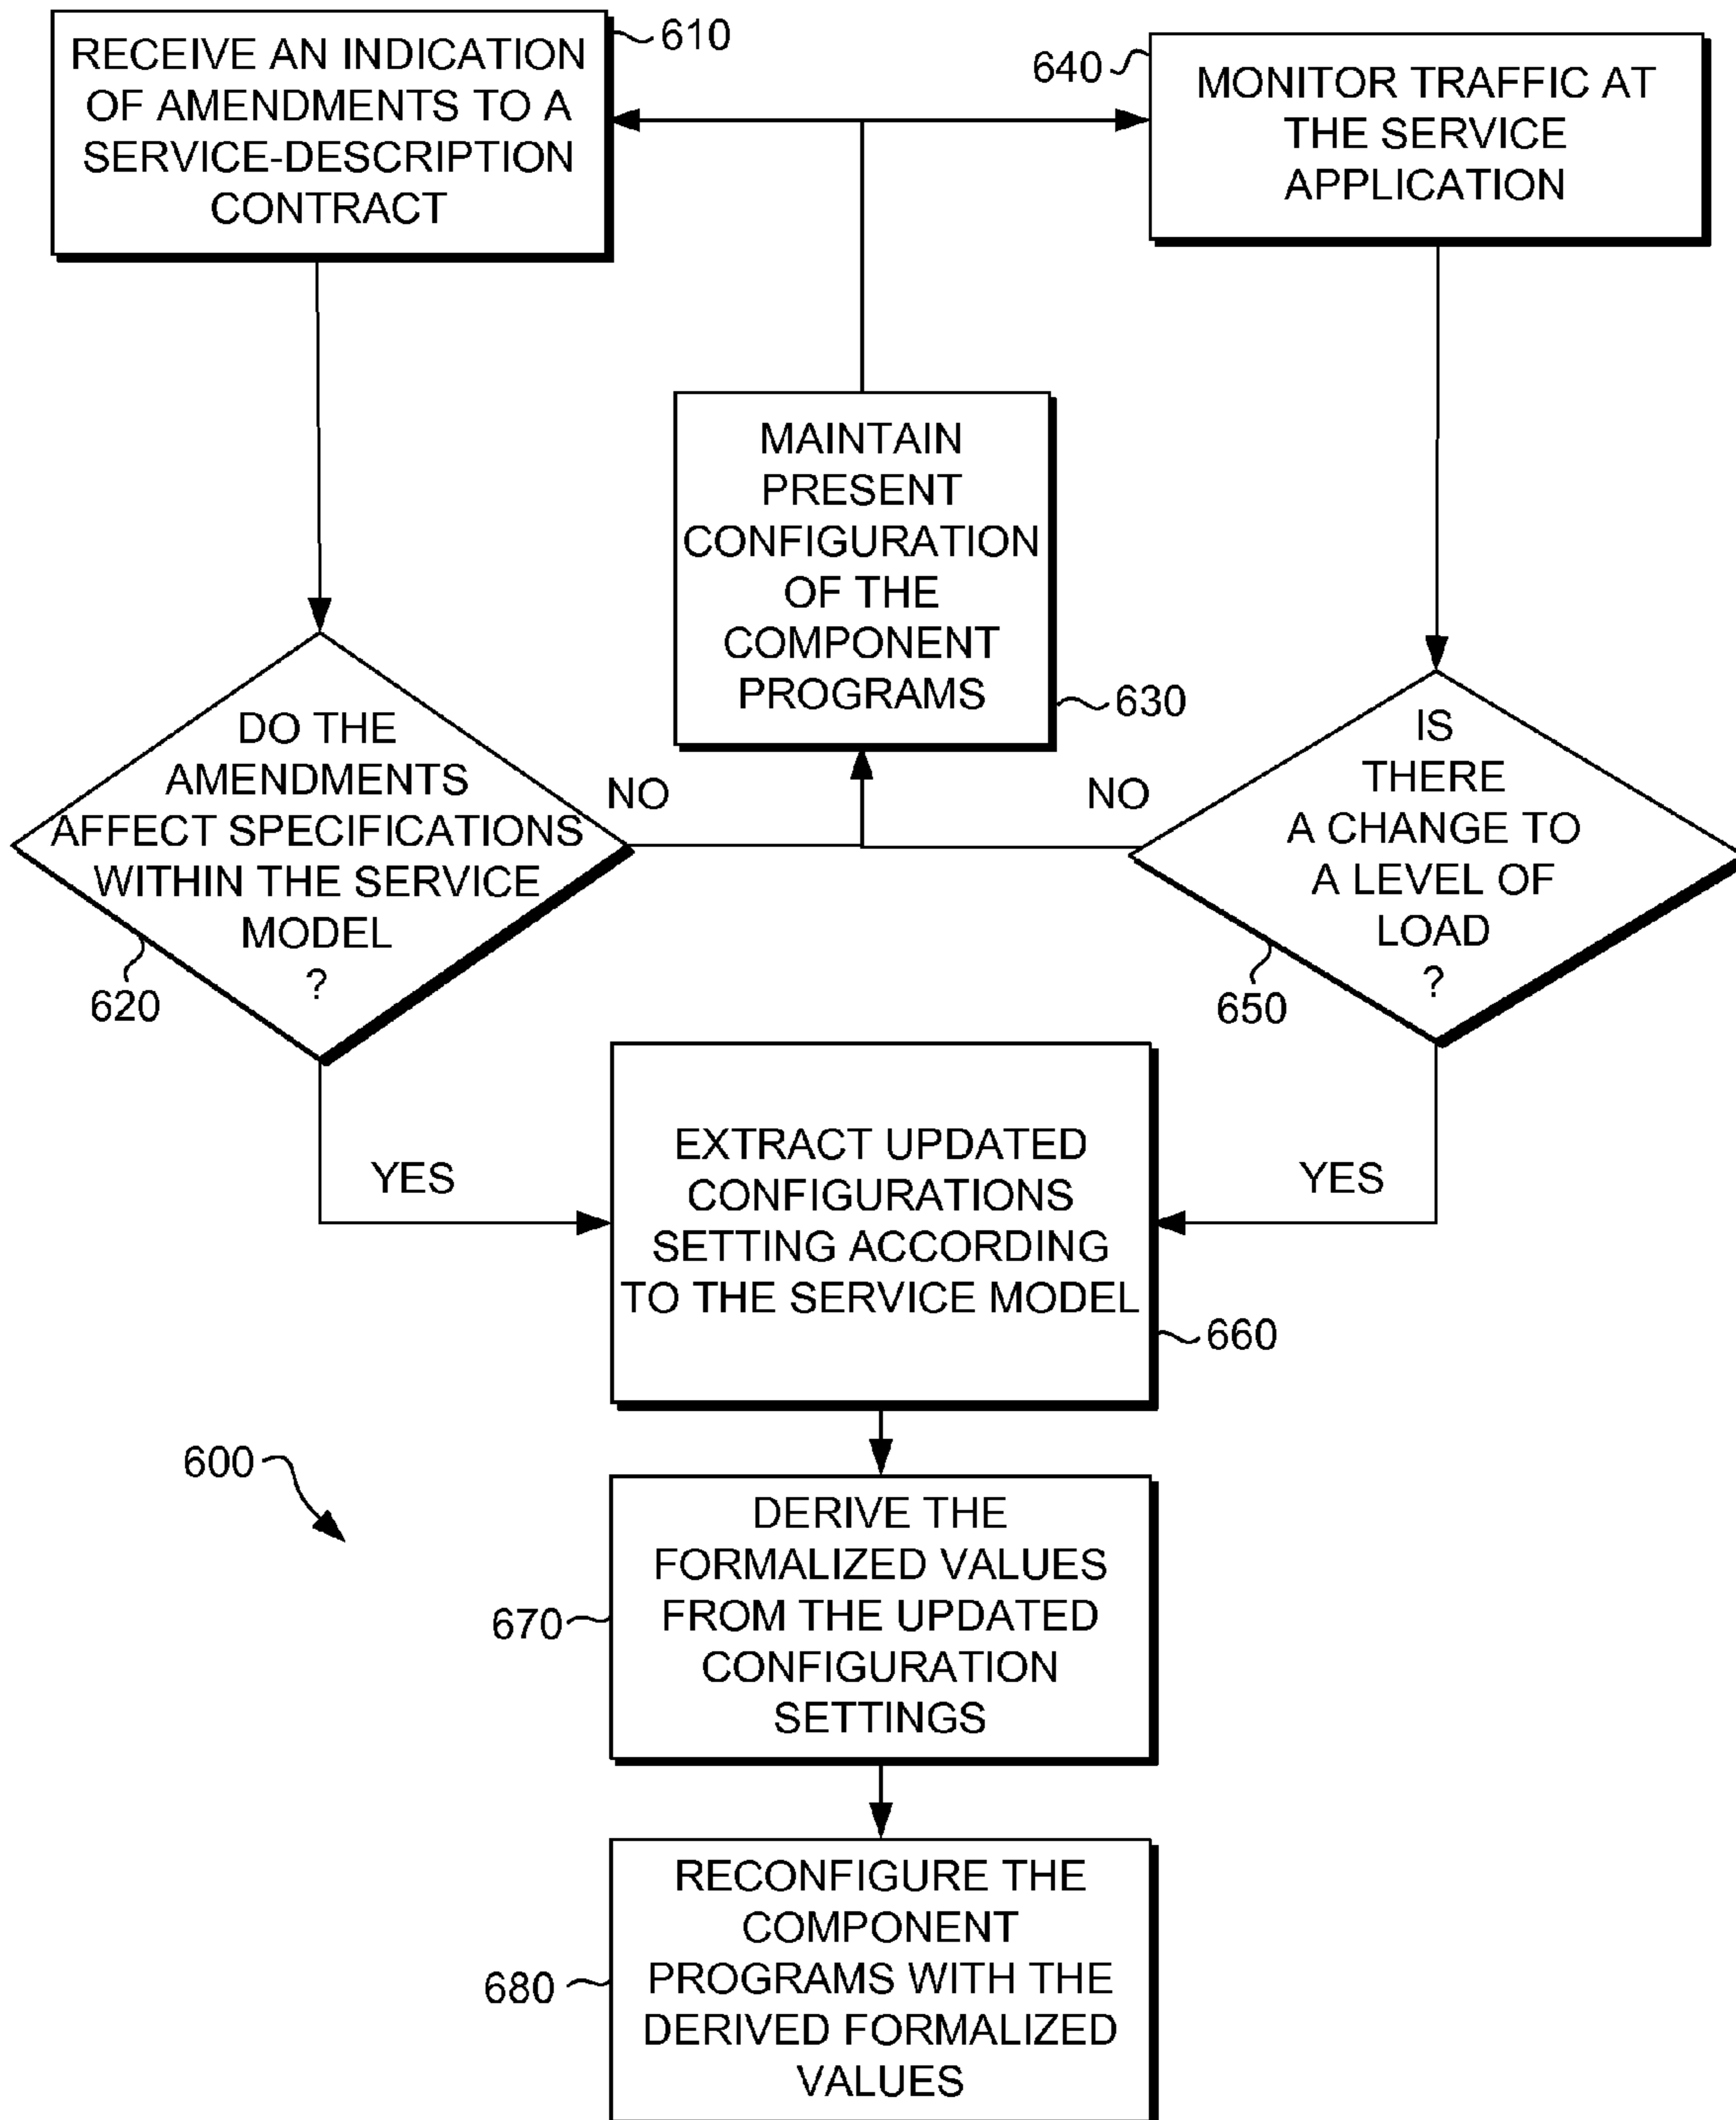 RECEIVE AN INDICATION
OF AMENDMENTS TO A
SERVICE-DESCRIPTION
CONTRACT
610
640
MONITOR TRAFFIC AT
THE SERVICE
APPLICATION
MAINTAIN
PRESENT
CONFIGURATION
OF THE
COMPONENT
PROGRAMS
630
DO THE
AMENDMENTS
AFFECT SPECIFICATIONS
WITHIN THE SERVICE
MODEL
?
620
NO
NO
IS
THERE
A CHANGE TO
A LEVEL OF
LOAD
?
650
YES
YES
EXTRACT UPDATED
CONFIGURATIONS
SETTING ACCORDING
TO THE SERVICE MODEL
660
600
DERIVE THE
FORMALIZED VALUES
FROM THE UPDATED
CONFIGURATION
SETTINGS
670
RECONFIGURE THE
COMPONENT
PROGRAMS WITH THE
DERIVED FORMALIZED
VALUES
680